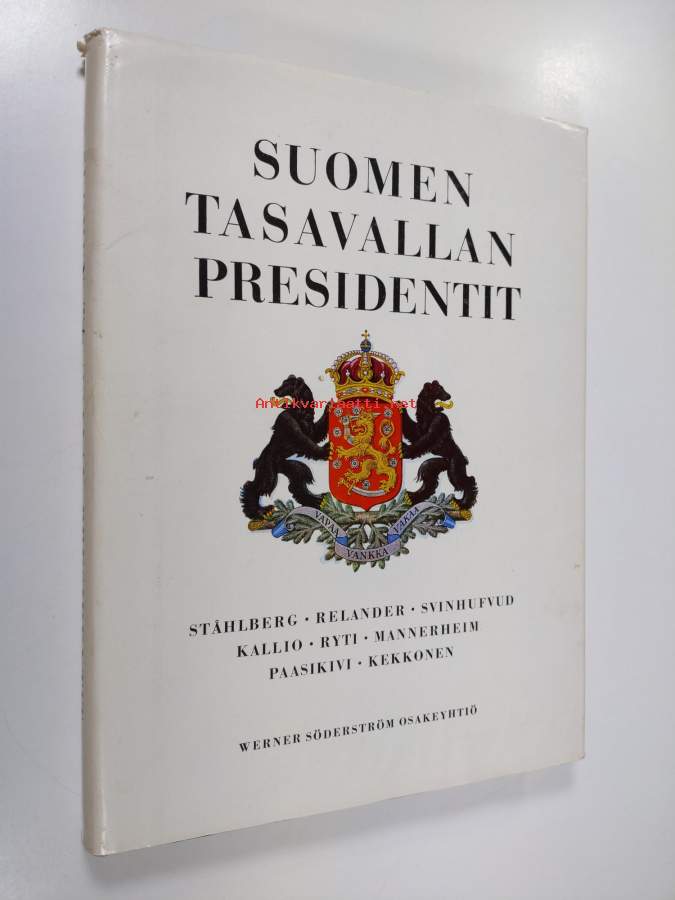 SUOMEN
TASAVALLAN
PRESIDENTIT
Antikvariaatti.net
VAPAA
VANKKA
VAKAA
STÅHLBERG · RELANDER · SVINHUFVUD
KALLIO · RYTI · MANNERHEIM
PAASIKIVI · KEKKONEN
WERNER SÖDERSTRÖM OSAKEYHTIÖ